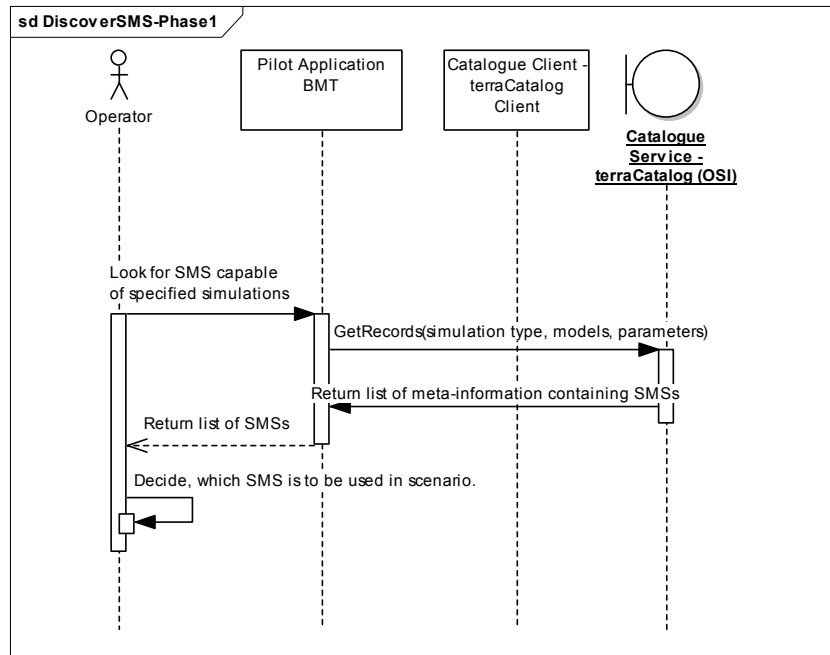 sd DiscoverSMS-Phase1
Operator
Pilot Application
BMT
Catalogue Client -
terraCatalog
Client
Catalogue
Service -
terraCatalog (OSI)
Look for SMS capable
of specified simulations
GetRecords(simulation type, models, parameters)
Return list of meta-information containing SMSs
Return list of SMSs
Decide, which SMS is to be used in scenario.